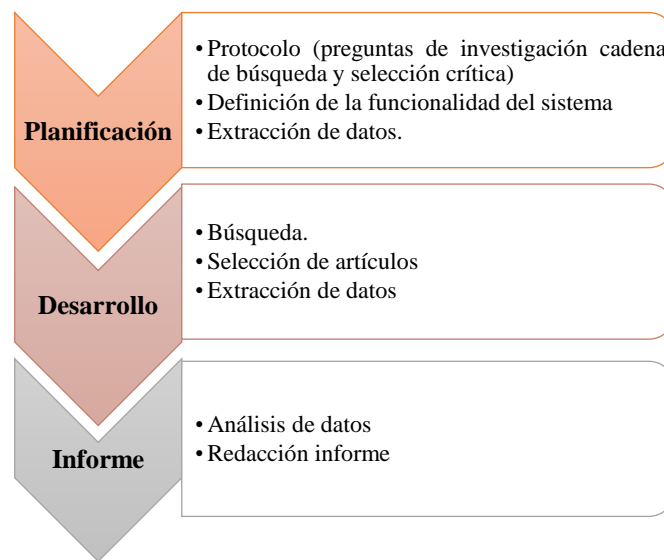 Planificación
• Protocolo (preguntas de investigación cadena
de búsqueda y selección crítica)
• Definición de la funcionalidad del sistema
• Extracción de datos.
Desarrollo
• Búsqueda.
• Selección de artículos
• Extracción de datos
Informe
• Análisis de datos
• Redacción informe